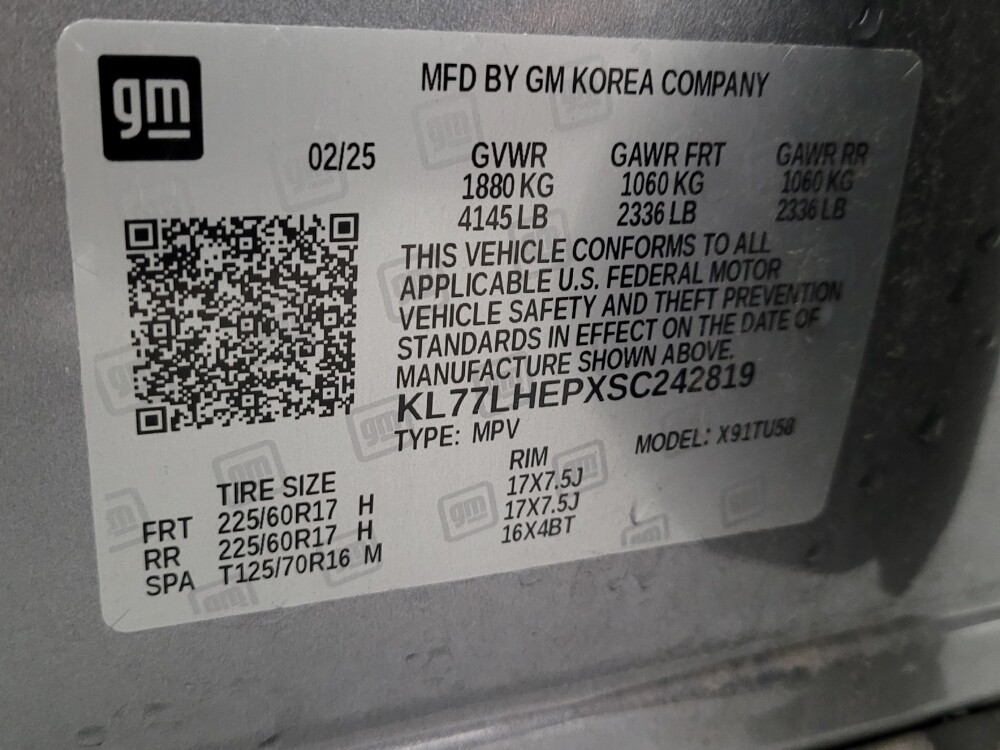 gm
MFD BY GM KOREA COMPANY
02/25 GVWR GAWR FRT GAWR RR
1880 KG 1060 KG 1060 KG
4145 LB 2336 LB 2336 LB
THIS VEHICLE CONFORMS TO ALL
APPLICABLE U.S. FEDERAL MOTOR
VEHICLE SAFETY AND THEFT PREVENTION
STANDARDS IN EFFECT ON THE DATE OF
MANUFACTURE SHOWN ABOVE.
KL77LHEPXSC242819
TYPE: MPV MODEL: X91TU58
TIRE SIZE RIM
FRT 225/60R17 H 17X7.5J
RR 225/60R17 H 17X7.5J
SPA T125/70R16 M 16X4BT